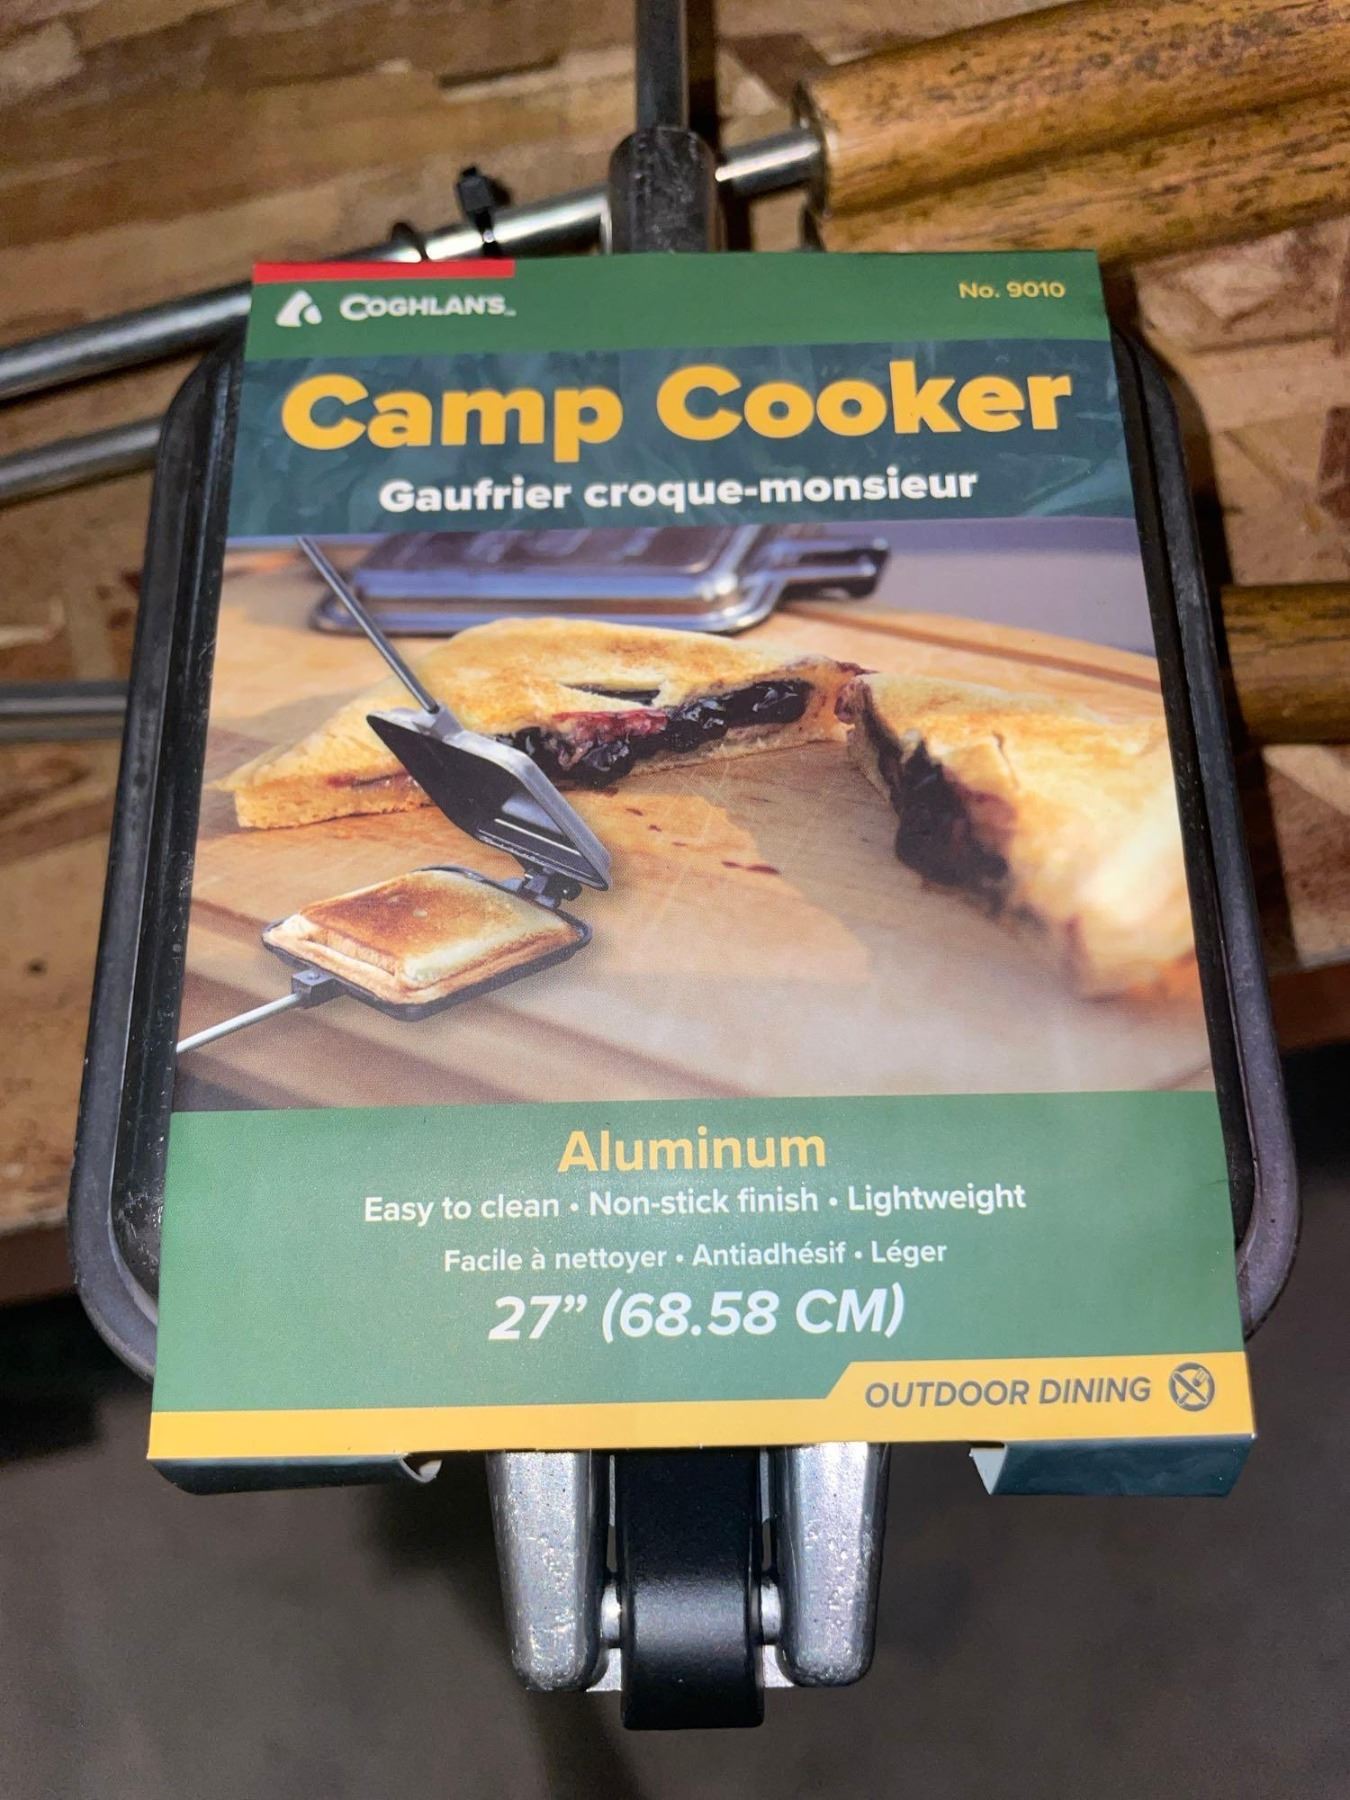 COGHLAN'S™
No. 9010
Camp Cooker
Gaufrier croque-monsieur
Aluminum
Easy to clean • Non-stick finish • Lightweight
Facile à nettoyer • Antiadhésif • Léger
27” (68.58 CM)
OUTDOOR DINING